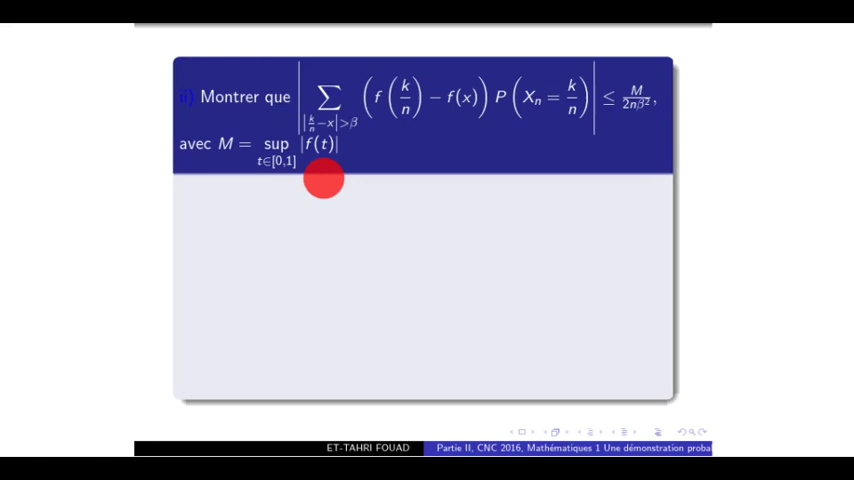 ii) Montrer que $\left| \sum_{\left|\frac{k}{n}-x\right|>\beta} \left( f\left(\frac{k}{n}\right) - f(x) \right) P\left( X_n = \frac{k}{n} \right) \right| \leq \frac{M}{2n\beta^2},$
avec $M = \sup_{t\in[0,1]} |f(t)|$
ET-TAHRI FOUAD Partie II, CNC 2016, Mathématiques 1 Une démonstration proba